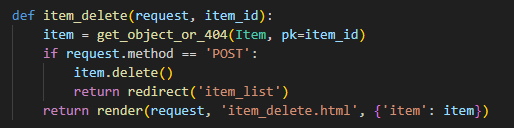 def item_delete(request, item_id):
    item = get_object_or_404(Item, pk=item_id)
    if request.method == 'POST':
        item.delete()
        return redirect('item_list')
    return render(request, 'item_delete.html', {'item': item})